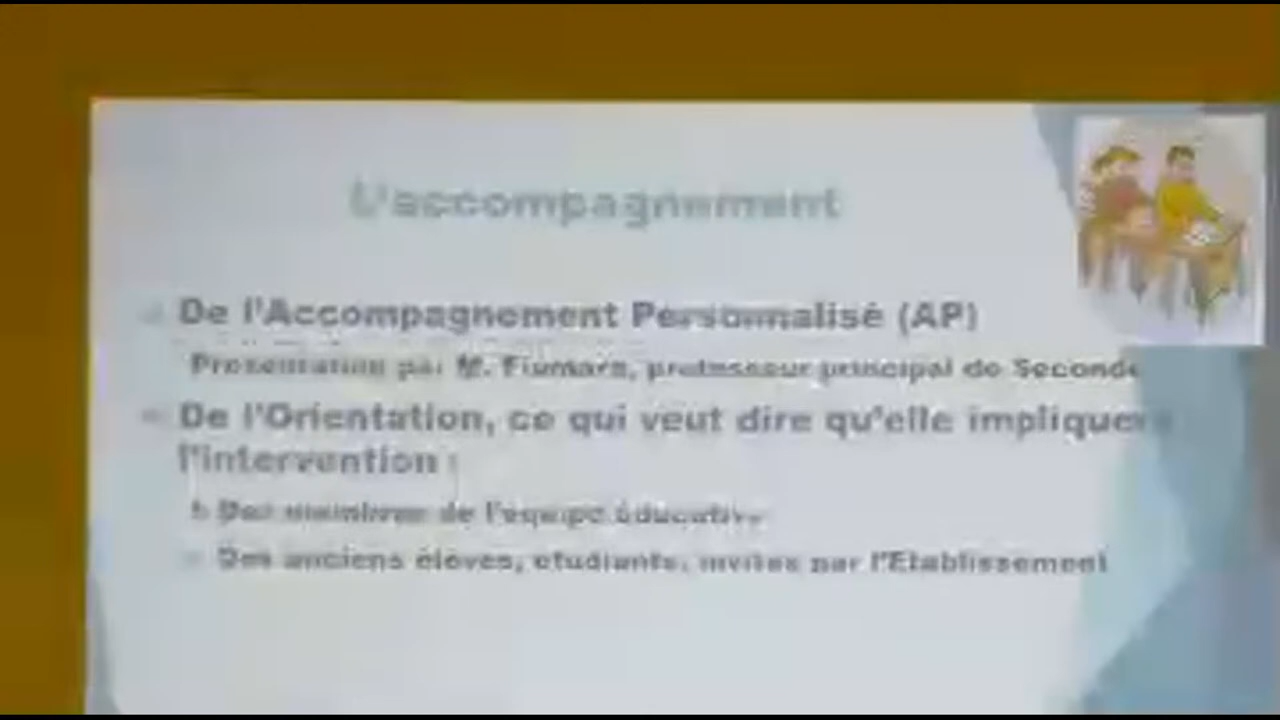 L'accompagnement
De l'Accompagnement Personnalisé (AP)
Présentation par M. Fiumara, professeur principal de Seconde
De l'Orientation, ce qui veut dire qu'elle impliquera
l'intervention :
Des membres de l'équipe éducative
Des anciens élèves, étudiants, invités par l'Etablissement